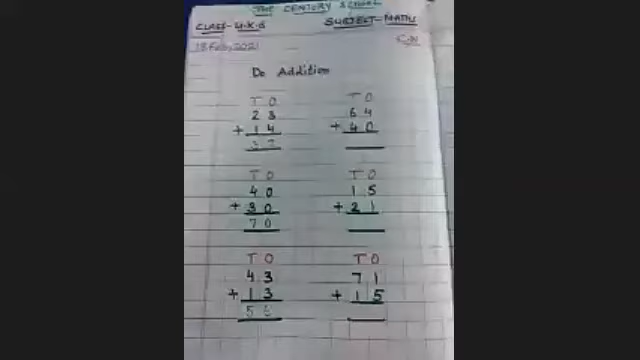 THE CENTURY SCHOOL
CLASS-U.K.G SUBJECT-MATH
18 Feb, 2021 C.W
Do Addition
T O T O
2 3 6 4
+ 1 4 + 4 0
3 7
T O T O
4 0 1 5
+ 3 0 + 2 1
7 0
T O T O
4 3 7 1
+ 1 3 + 1 5
5 6